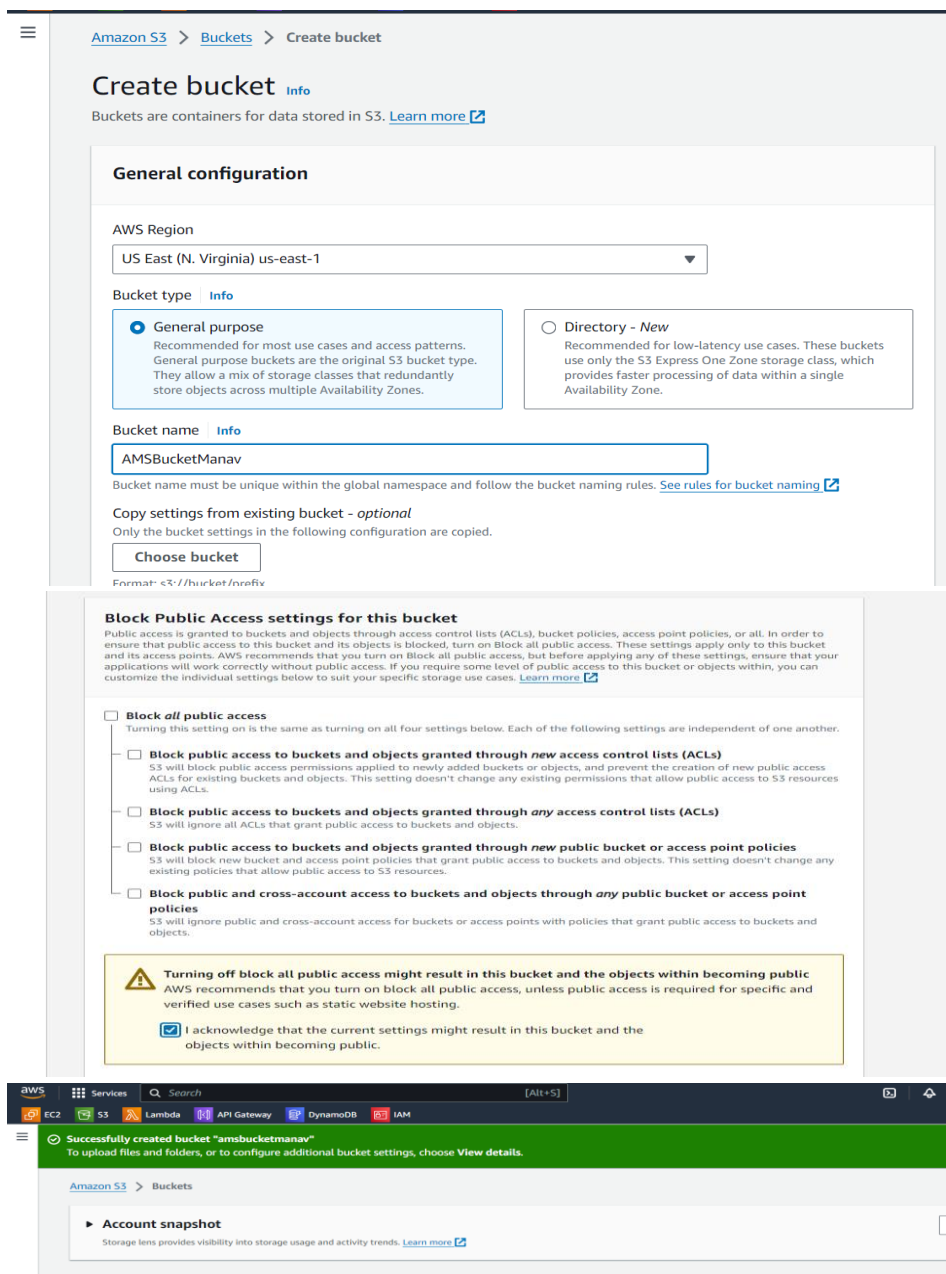 Amazon S3 > Buckets > Create bucket
Create bucket Info
Buckets are containers for data stored in S3. Learn more
General configuration
AWS Region
US East (N. Virginia) us-east-1
Bucket type Info
General purpose
Recommended for most use cases and access patterns.
General purpose buckets are the original S3 bucket type.
They allow a mix of storage classes that redundantly
store objects across multiple Availability Zones.
Directory - New
Recommended for low-latency use cases. These buckets
use only the S3 Express One Zone storage class, which
provides faster processing of data within a single
Availability Zone.
Bucket name Info
AMSBucketManav
Bucket name must be unique within the global namespace and follow the bucket naming rules. See rules for bucket naming
Copy settings from existing bucket - optional
Only the bucket settings in the following configuration are copied.
Choose bucket
Format: s3://bucket/prefix
Block Public Access settings for this bucket
Public access is granted to buckets and objects through access control lists (ACLs), bucket policies, access point policies, or all. In order to
ensure that public access to this bucket and its objects is blocked, turn on Block all public access. These settings apply only to this bucket
and its access points. AWS recommends that you turn on Block all public access, but before applying any of these settings, ensure that your
applications will work correctly without public access. If you require some level of public access to this bucket or objects within, you can
customize the individual settings below to suit your specific storage use cases. Learn more
Block all public access
Turning this setting on is the same as turning on all four settings below. Each of the following settings are independent of one another.
Block public access to buckets and objects granted through new access control lists (ACLs)
S3 will block public access permissions applied to newly added buckets or objects, and prevent the creation of new public access
ACLs for existing buckets and objects. This setting doesn't change any existing permissions that allow public access to S3 resources
using ACLs.
Block public access to buckets and objects granted through any access control lists (ACLs)
S3 will ignore all ACLs that grant public access to buckets and objects.
Block public access to buckets and objects granted through new public bucket or access point policies
S3 will block new bucket and access point policies that grant public access to buckets and objects. This setting doesn't change any
existing policies that allow public access to S3 resources.
Block public and cross-account access to buckets and objects through any public bucket or access point
policies
S3 will ignore public and cross-account access for buckets or access points with policies that grant public access to buckets and
objects.
Turning off block all public access might result in this bucket and the objects within becoming public
AWS recommends that you turn on block all public access, unless public access is required for specific and
verified use cases such as static website hosting.
I acknowledge that the current settings might result in this bucket and the
objects within becoming public.
aws Services Search [Alt+S]
EC2 S3 Lambda API Gateway DynamoDB IAM
Successfully created bucket "amsbucketmanav"
To upload files and folders, or to configure additional bucket settings, choose View details.
Amazon S3 > Buckets
Account snapshot
Storage lens provides visibility into storage usage and activity trends. Learn more